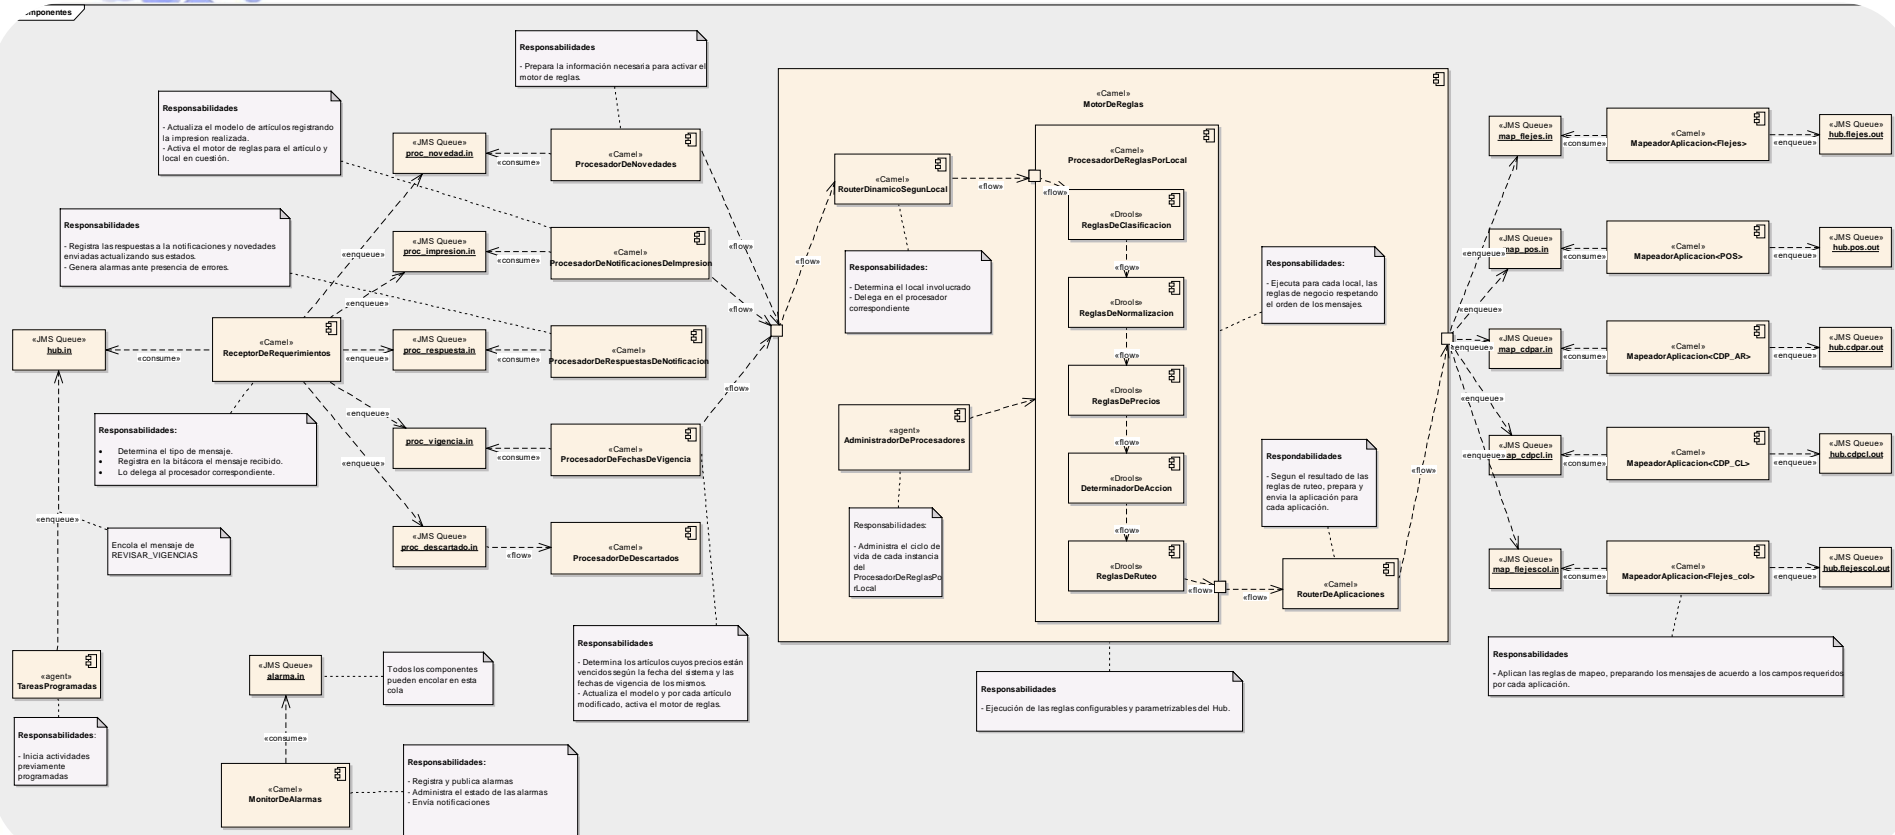 mponentes
Responsabilidades
- Prepara la información necesaria para activar el
motor de reglas.
Responsabilidades
- Actualiza el modelo de artículos registrando
la impresion realizada.
- Activa el motor de reglas para el artículo y
local en cuestión.
Responsabilidades
- Registra las respuestas a la notificaciones y novedades
enviadas actualizando sus estados.
- Genera alarmas ante presencia de errores.
«JMS Queue»
hub.in
«consume»
«Camel»
ReceptorDeRequerimientos
Responsabilidades:
• Determina el tipo de mensaje.
• Registra en la bitácora el mensaje recibido.
• Lo delega al procesador correspondiente.
«enqueue»
Encola el mensaje de
REVISAR_VIGENCIAS
«agent»
TareasProgramadas
Responsabilidades:
- Inicia actividades
previamente
programadas
«enqueue»
«enqueue»
«enqueue»
«enqueue»
«enqueue»
«JMS Queue»
proc_novedad.in
«consume»
«Camel»
ProcesadorDeNovedades
«JMS Queue»
proc_impresion.in
«consume»
«Camel»
ProcesadorDeNotificacionesDeImpresion
«JMS Queue»
proc_respuesta.in
«consume»
«Camel»
ProcesadorDeRespuestasDeNotificacion
proc_vigencia.in
«consume»
«Camel»
ProcesadorDeFechasDeVigencia
«JMS Queue»
proc_descartado.in
«flow»
«Camel»
ProcesadorDeDescartados
«flow»
«flow»
«flow»
Responsabilidades
- Determina los artículos cuyos precios están
vencidos según la fecha del sistema y las
fechas de vigencia de los mismos.
- Actualiza el modelo y por cada artículo
modificado, activa el motor de reglas.
«JMS Queue»
alarma.in
Todos los componentes
pueden encolar en esta
cola
«consume»
«Camel»
MonitorDeAlarmas
Responsabilidades:
- Registra y publica alarmas
- Administra el estado de las alarmas
- Envía notificaciones
«Camel»
MotorDeReglas
«flow»
«Camel»
RouterDinamicoSegunLocal
«flow»
Responsabilidades:
- Determina el local involucrado
- Delega en el procesador
correspondiente
«agent»
AdministradorDeProcesadores
Responsabilidades:
- Administra el ciclo de
vida de cada instancia
del
ProcesadorDeReglasPo
rLocal
«Camel»
ProcesadorDeReglasPorLocal
«flow»
«Drools»
ReglasDeClasificacion
«flow»
«Drools»
ReglasDeNormalizacion
«flow»
«Drools»
ReglasDePrecios
«flow»
«Drools»
DeterminadorDeAccion
«flow»
«Drools»
ReglasDeRuteo
«flow»
«flow»
Responsabilidades:
- Ejecuta para cada local, las
reglas de negocio respetando
el orden de los mensajes.
Respondabilidades
- Segun el resultado de las
reglas de ruteo, prepara y
envia la aplicación para
cada aplicación.
«Camel»
RouterDeAplicaciones
«flow»
Responsabilidades
- Ejecución de las reglas configurables y parametrizables del Hub.
«enqueue»
«enqueue»
«enqueue»
«enqueue»
«JMS Queue»
map_flejes.in
«consume»
«Camel»
MapeadorAplicacion<Flejes>
«enqueue»
«JMS Queue»
hub.flejes.out
«JMS Queue»
map_pos.in
«consume»
«Camel»
MapeadorAplicacion<POS>
«enqueue»
«JMS Queue»
hub.pos.out
«JMS Queue»
map_cdpar.in
«consume»
«Camel»
MapeadorAplicacion<CDP_AR>
«enqueue»
«JMS Queue»
hub.cdpar.out
«JMS Queue»
map_cdpcl.in
«consume»
«Camel»
MapeadorAplicacion<CDP_CL>
«enqueue»
«JMS Queue»
hub.cdpcl.out
«JMS Queue»
map_flejescol.in
«consume»
«Camel»
MapeadorAplicacion<Flejes_col>
«enqueue»
«JMS Queue»
hub.flejescol.out
Responsabilidades
- Aplican las reglas de mapeo, preparando los mensajes de acuerdo a los campos requeridos
por cada aplicación.